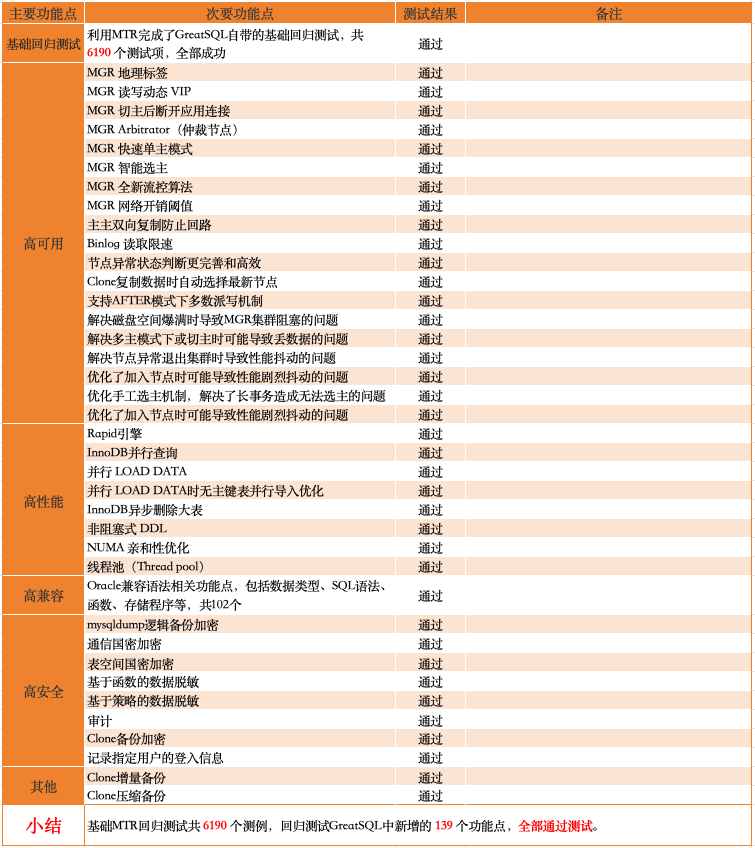 主要功能点 次要功能点 测试结果 备注
基础回归测试 利用MTR完成了GreatSQL自带的基础回归测试，共
6190 个测试项，全部成功 通过
高可用
MGR 地理标签 通过
MGR 读写动态 VIP 通过
MGR 切主后断开应用连接 通过
MGR Arbitrator（仲裁节点） 通过
MGR 快速单主模式 通过
MGR 智能选主 通过
MGR 全新流控算法 通过
MGR 网络开销阈值 通过
主主双向复制防止回路 通过
Binlog 读取限速 通过
节点异常状态判断更完善和高效 通过
Clone复制数据时自动选择最新节点 通过
支持AFTER模式下多数派写机制 通过
解决磁盘空间爆满时导致MGR集群阻塞的问题 通过
解决多主模式下或切主时可能导致丢数据的问题 通过
解决节点异常退出集群时导致性能抖动的问题 通过
优化了加入节点时可能导致性能剧烈抖动的问题 通过
优化手工选主机制，解决了长事务造成无法选主的问题 通过
优化了加入节点时可能导致性能剧烈抖动的问题 通过
高性能
Rapid引擎 通过
InnoDB并行查询 通过
并行 LOAD DATA 通过
并行 LOAD DATA时无主键表并行导入优化 通过
InnoDB异步删除大表 通过
非阻塞式 DDL 通过
NUMA 亲和性优化 通过
线程池（Thread pool） 通过
高兼容 Oracle兼容语法相关功能点，包括数据类型、SQL语法、
函数、存储程序等，共102个 通过
高安全
mysqldump逻辑备份加密 通过
通信国密加密 通过
表空间国密加密 通过
基于函数的数据脱敏 通过
基于策略的数据脱敏 通过
审计 通过
Clone备份加密 通过
记录指定用户的登入信息 通过
其他
Clone增量备份 通过
Clone压缩备份 通过
小结 基础MTR回归测试共 6190 个测例，回归测试GreatSQL中新增的 139 个功能点，全部通过测试。